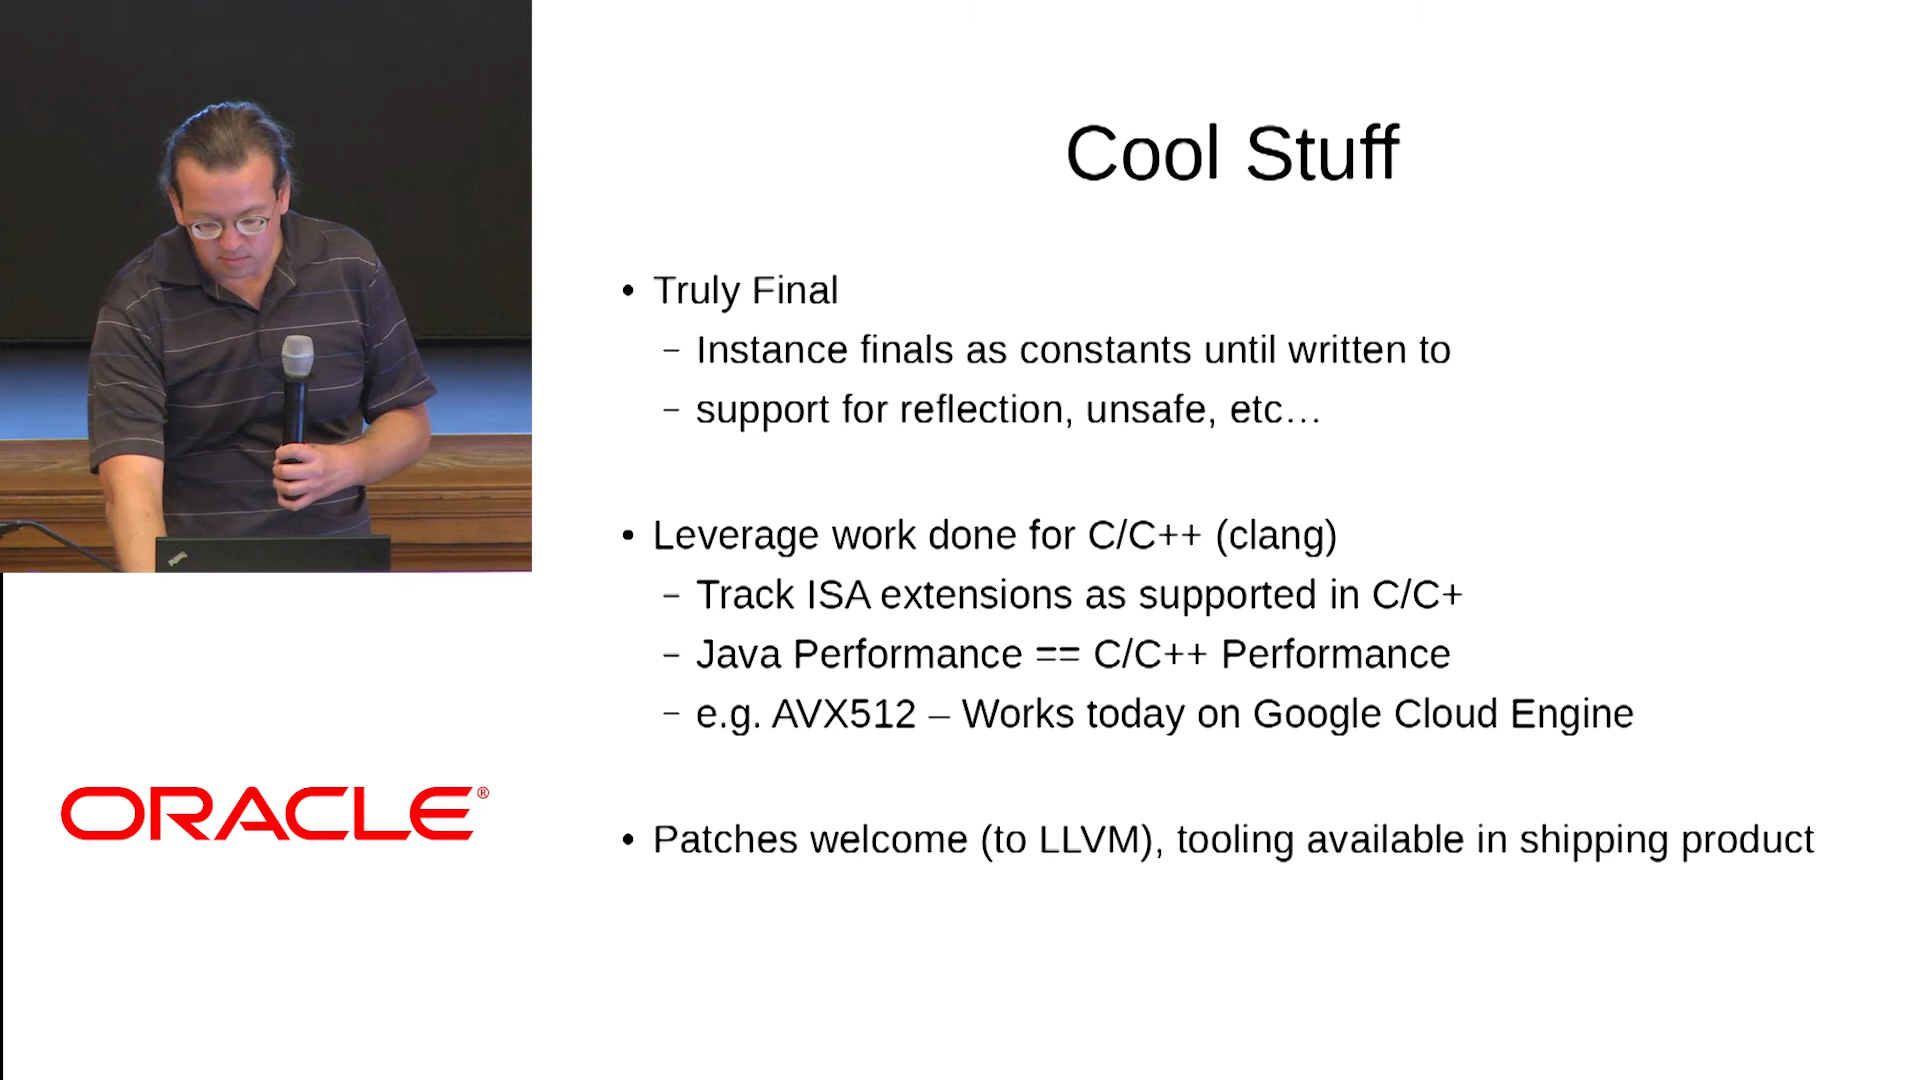 Cool Stuff
• Truly Final
– Instance finals as constants until written to
– support for reflection, unsafe, etc…
• Leverage work done for C/C++ (clang)
– Track ISA extensions as supported in C/C+
– Java Performance == C/C++ Performance
– e.g. AVX512 – Works today on Google Cloud Engine
• Patches welcome (to LLVM), tooling available in shipping product
ORACLE®